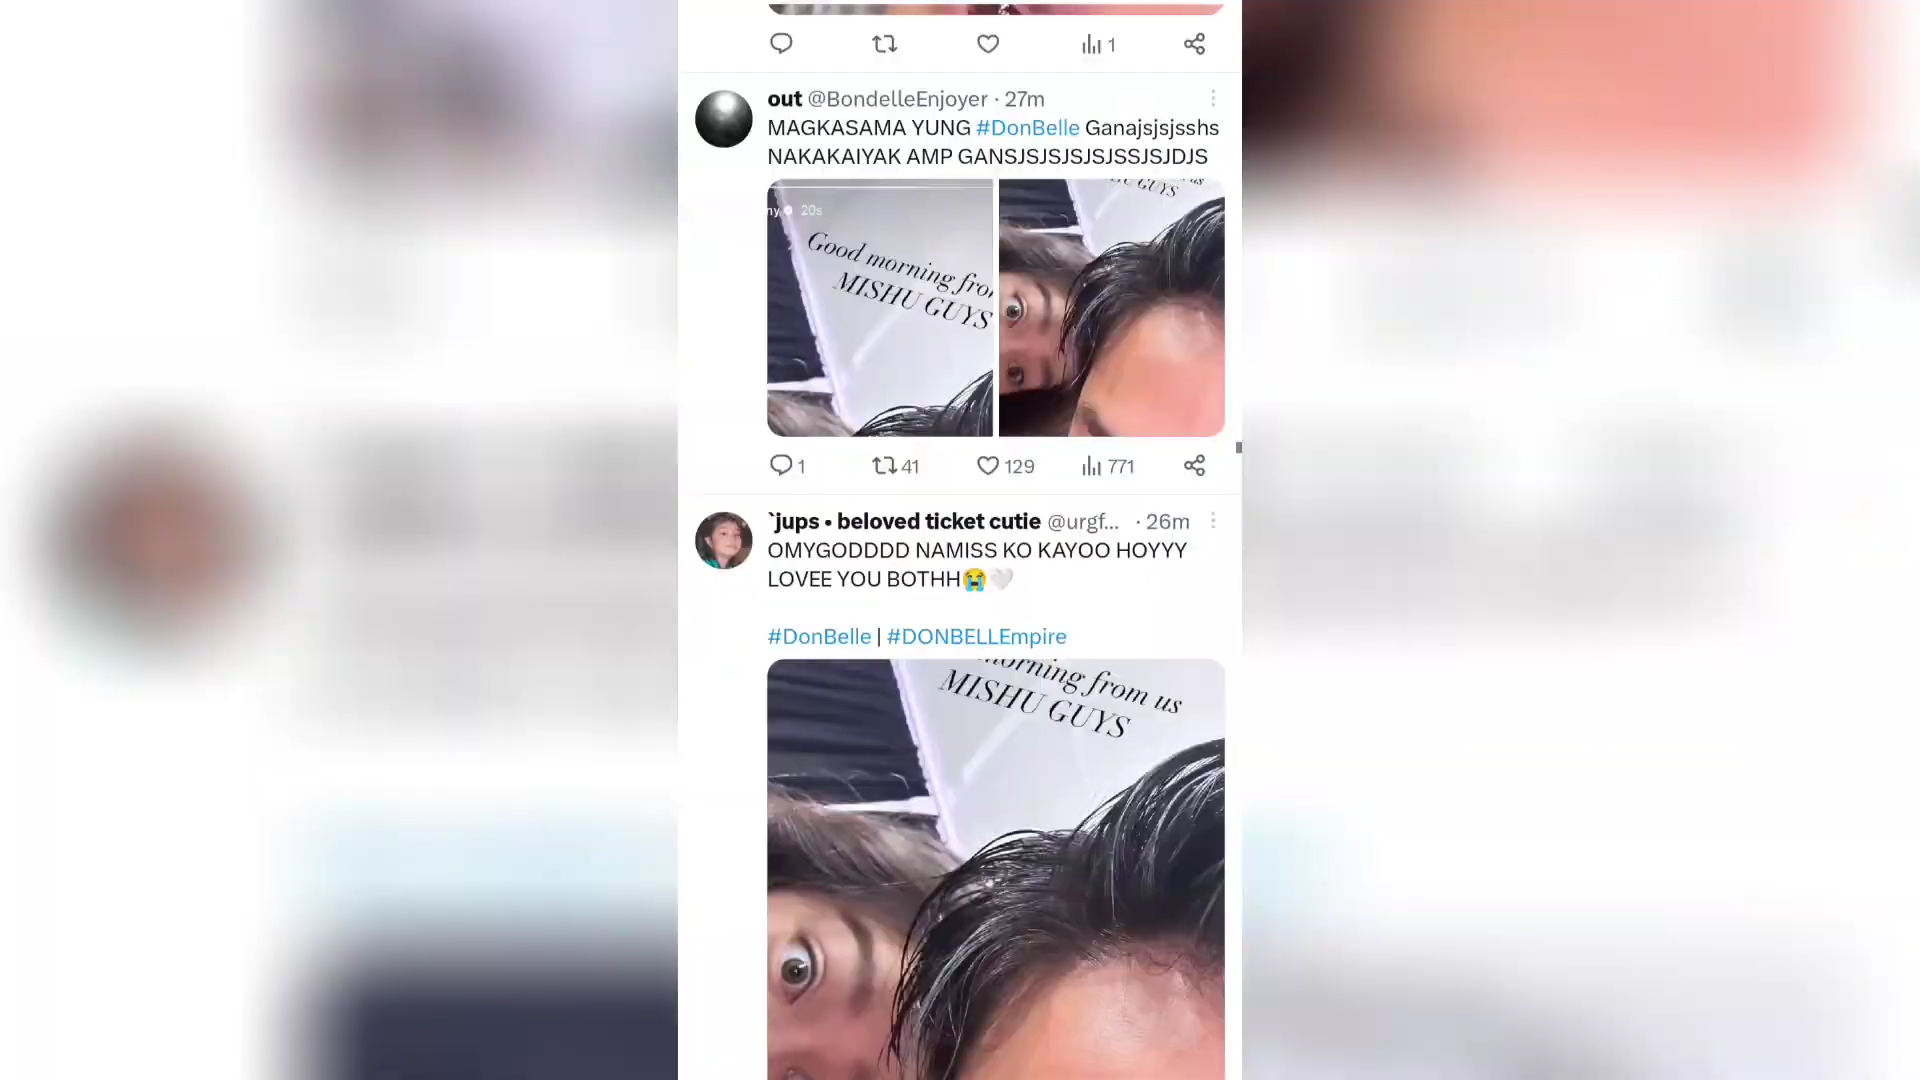 1
out @BondelleEnjoyer · 27m
MAGKASAMA YUNG #DonBelle Ganajsjsjsshs
NAKAKAIYAK AMP GANSJSJSJSJSJSSJSJDJS
20s
Good morning
MISHU GUYS
GUYS
1 41 129 771
`jups • beloved ticket cutie @urgf... · 26m
OMYGODDDD NAMISS KO KAYOO HOYYY
LOVEE YOU BOTHH😭🤍
#DonBelle | #DONBELLEmpire
from us
MISHU GUYS